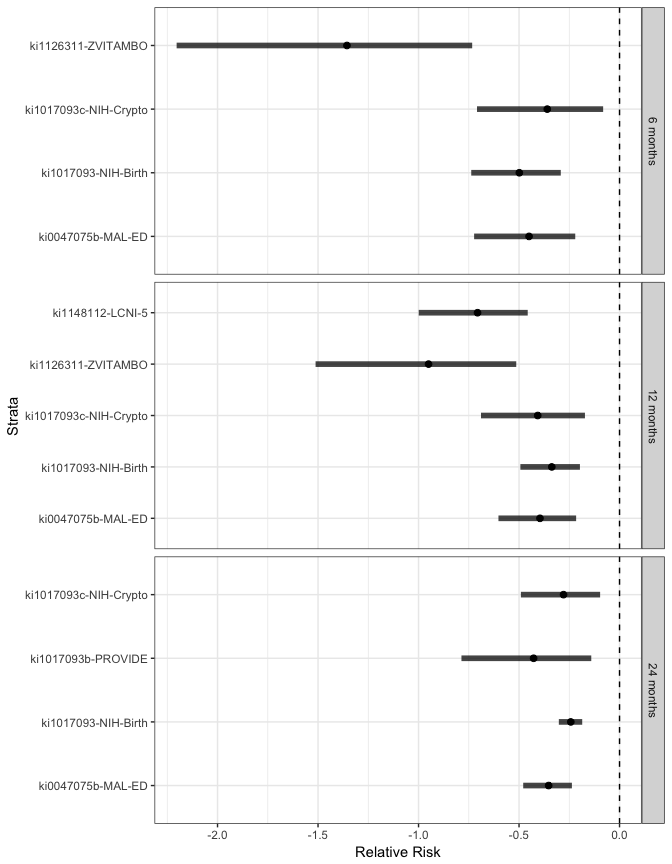 ki1126311-ZVITAMBO
ki1017093c-NIH-Crypto
ki1017093-NIH-Birth
ki0047075b-MAL-ED
6 months
ki1148112-LCNI-5
ki1126311-ZVITAMBO
ki1017093c-NIH-Crypto
ki1017093-NIH-Birth
ki0047075b-MAL-ED
12 months
Strata
ki1017093c-NIH-Crypto
ki1017093b-PROVIDE
ki1017093-NIH-Birth
ki0047075b-MAL-ED
24 months
-2.0 -1.5 -1.0 -0.5 0.0
Relative Risk